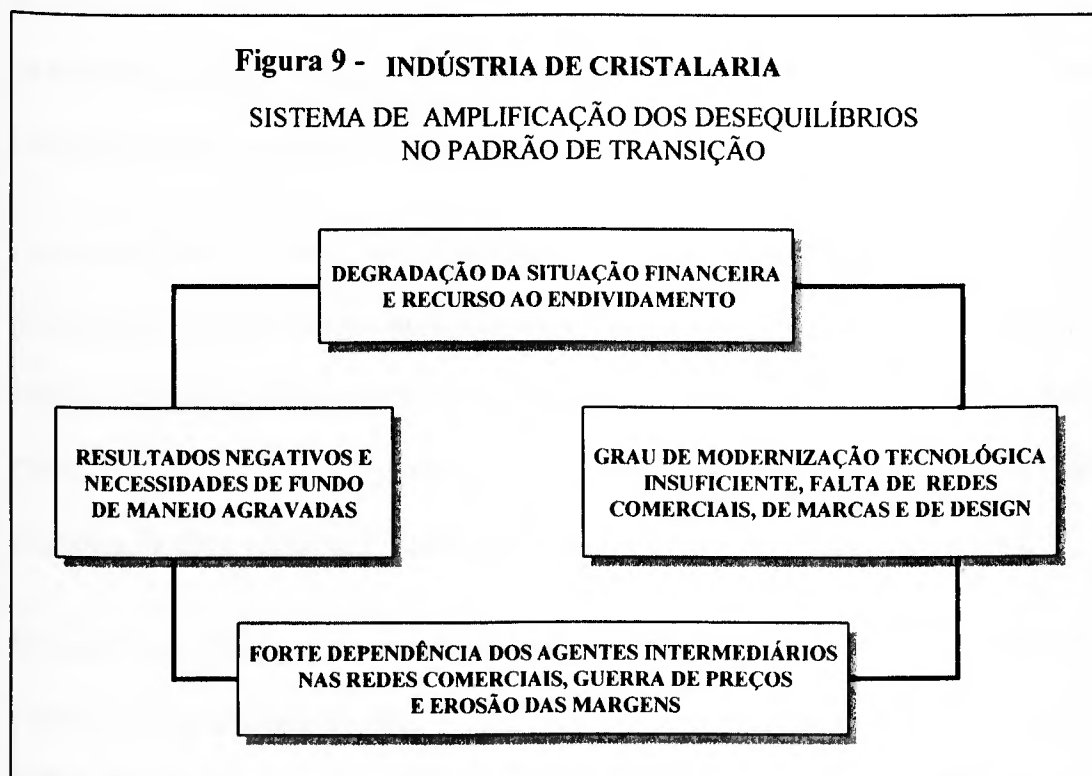 Figura 9 - INDÚSTRIA DE CRISTALARIA
SISTEMA DE AMPLIFICAÇÃO DOS DESEQUILÍBRIOS
NO PADRÃO DE TRANSIÇÃO
DEGRADAÇÃO DA SITUAÇÃO FINANCEIRA
E RECURSO AO ENDIVIDAMENTO
RESULTADOS NEGATIVOS E
NECESSIDADES DE FUNDO
DE MANEIO AGRAVADAS
GRAU DE MODERNIZAÇÃO TECNOLÓGICA
INSUFICIENTE, FALTA DE REDES
COMERCIAIS, DE MARCAS E DE DESIGN
FORTE DEPENDÊNCIA DOS AGENTES INTERMEDIÁRIOS
NAS REDES COMERCIAIS, GUERRA DE PREÇOS
E EROSÃO DAS MARGENS